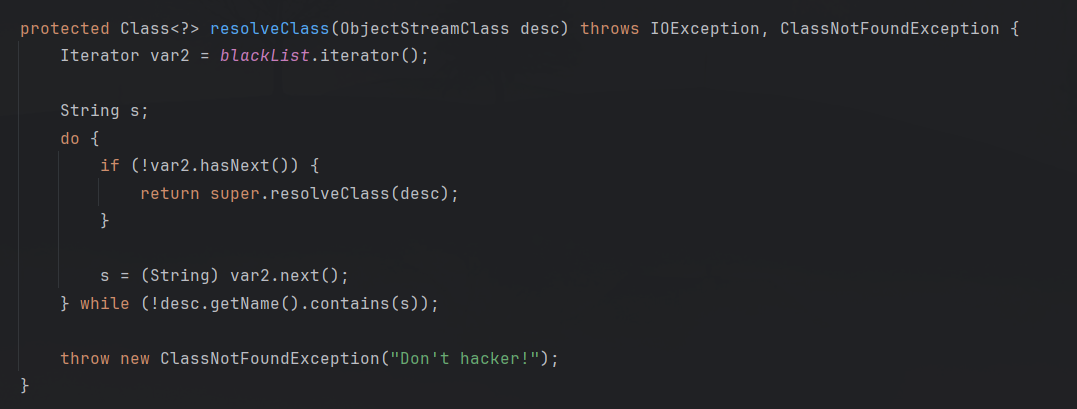 protected Class<?> resolveClass(ObjectStreamClass desc) throws IOException, ClassNotFoundException {
    Iterator var2 = blackList.iterator();

    String s;
    do {
        if (!var2.hasNext()) {
            return super.resolveClass(desc);
        }

        s = (String) var2.next();
    } while (!desc.getName().contains(s));

    throw new ClassNotFoundException("Don't hacker!");
}